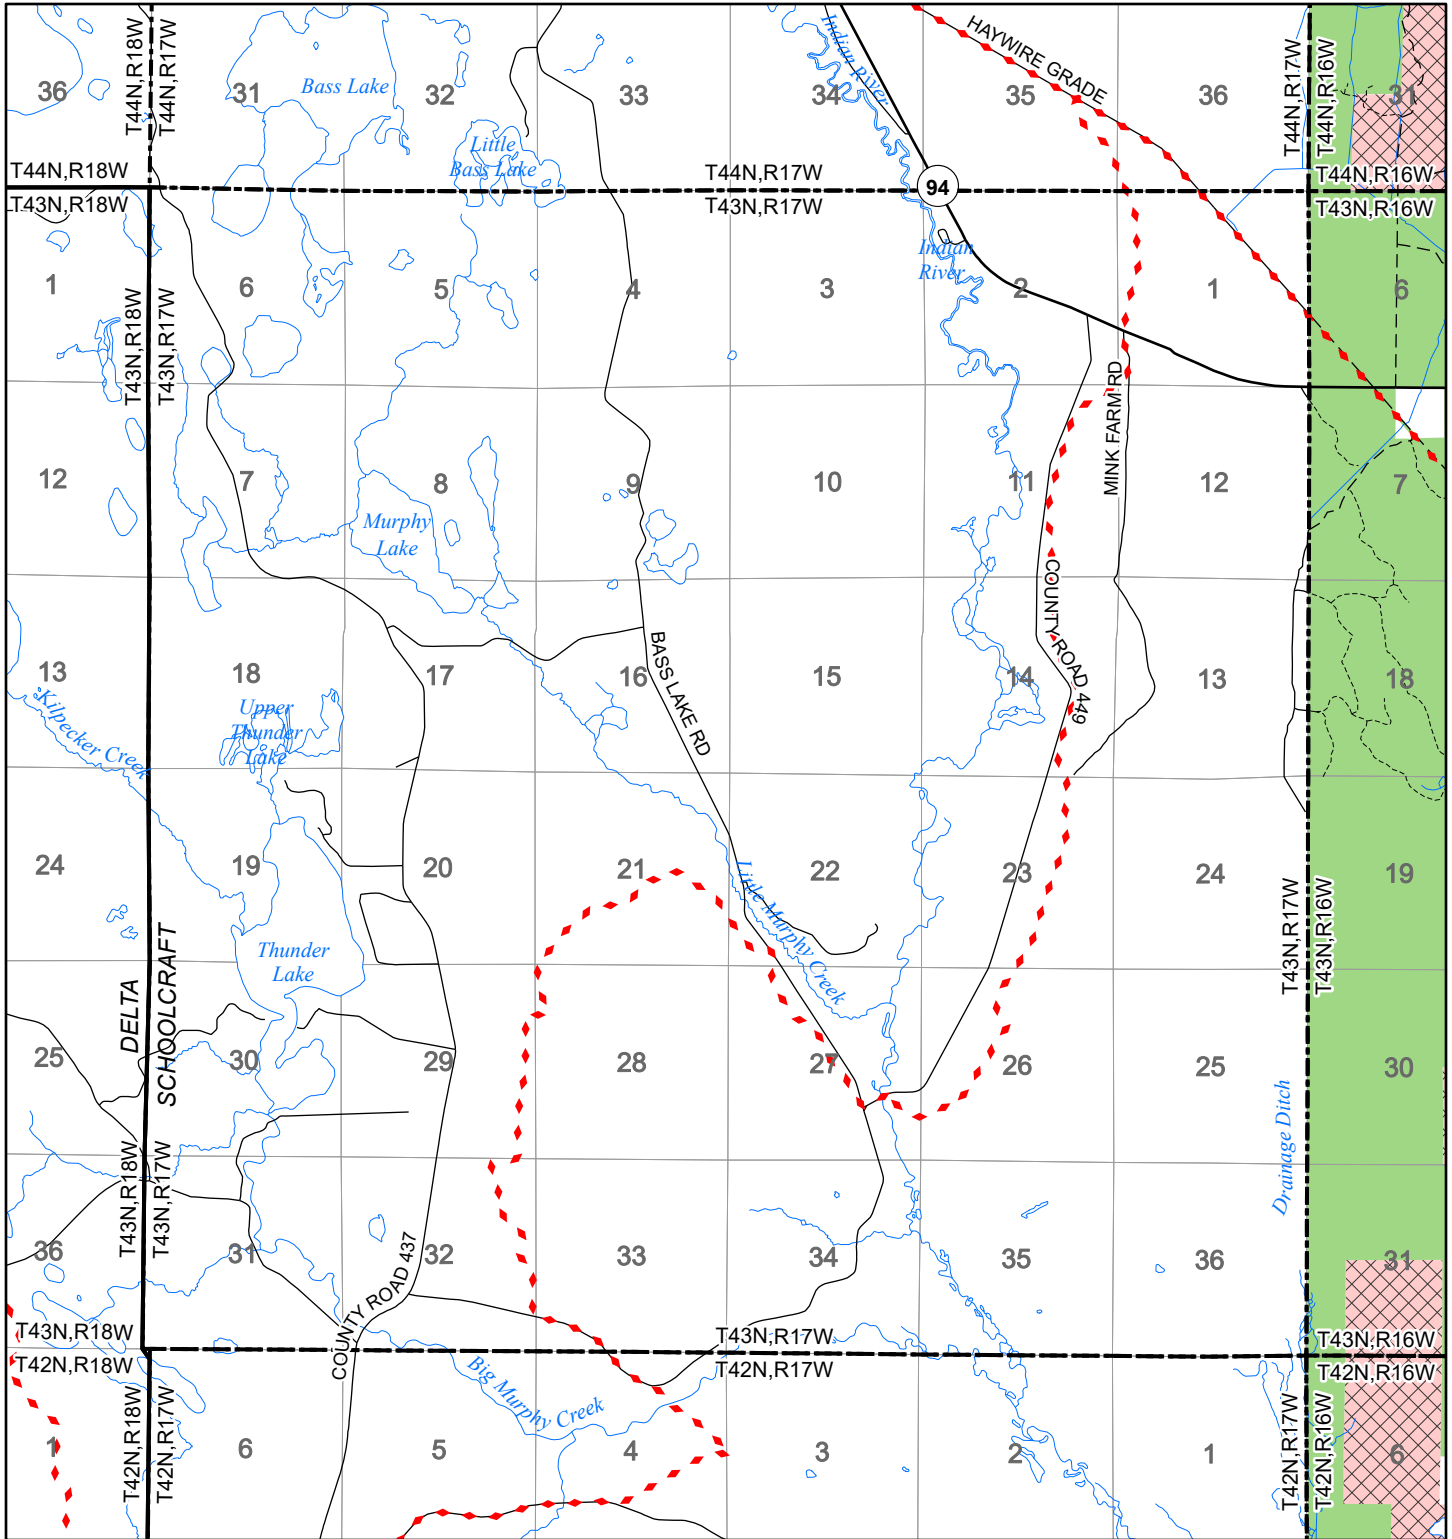 T44N,R18W
T44N,R17W
Indian River
HAYWIRE GRADE
T44N,R17W
T44N,R16W
36
31
Bass Lake
32
33
34
35
36
31
Little
Bass Lake
T44N,R18W
T44N,R17W
T44N,R16W
94
T43N,R18W
T43N,R17W
T43N,R16W
Indian
River
1
6
5
4
3
2
1
6
T43N,R18W
T43N,R17W
MINK FARM RD
12
7
8
9
10
11
12
7
Murphy
Lake
COUNTY ROAD 449
BASS LAKE RD
13
18
17
16
15
14
13
18
Kilpecker Creek
Upper
Thunder
Lake
24
19
20
21
22
23
24
19
Little Murphy Creek
T43N,R17W
T43N,R16W
Thunder
Lake
DELTA
SCHOOLCRAFT
25
30
29
28
27
26
25
30
Drainage Ditch
T43N,R18W
T43N,R17W
36
31
32
33
34
35
36
31
COUNTY ROAD 437
T43N,R18W
T43N,R17W
T43N,R16W
T42N,R18W
T42N,R17W
T42N,R16W
Big Murphy Creek
T42N,R18W
T42N,R17W
T42N,R17W
T42N,R16W
1
6
5
4
3
2
1
6